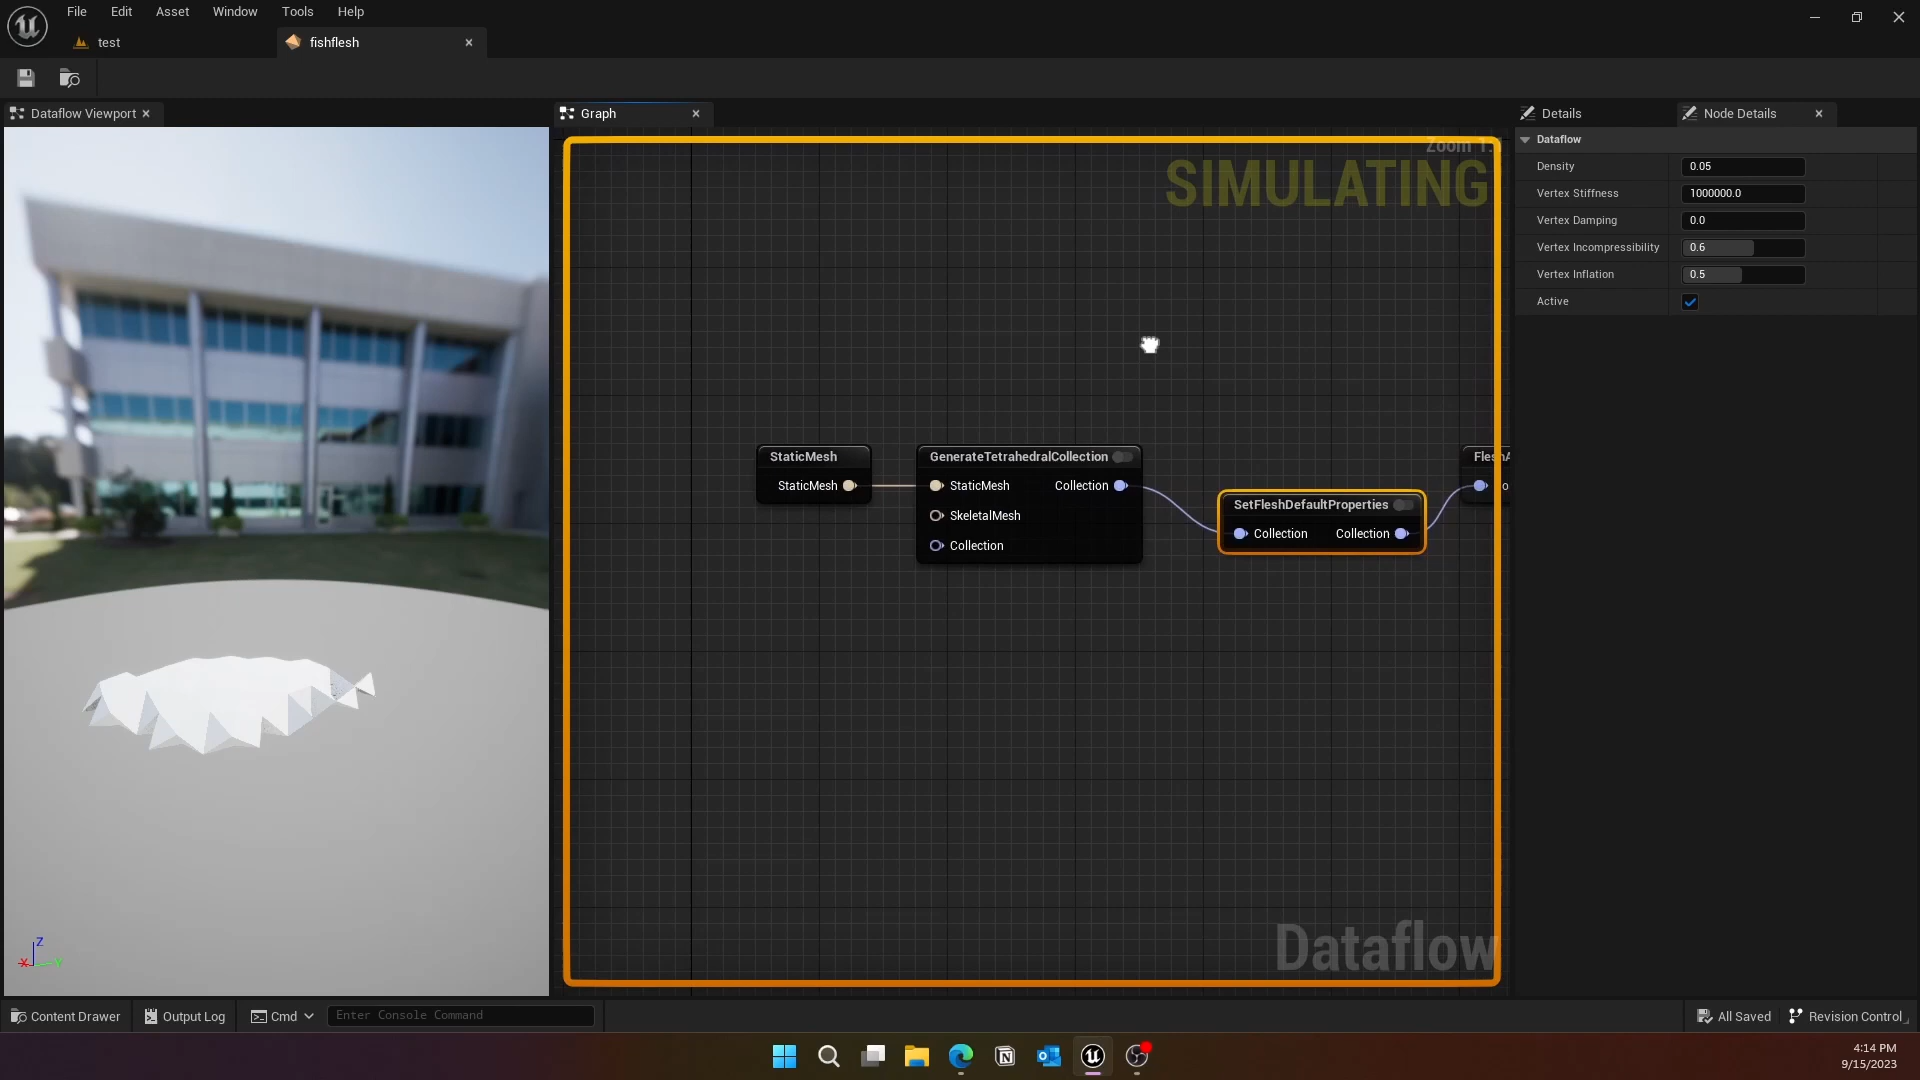 File Edit Asset Window Tools Help
test fishflesh
Dataflow Viewport Graph Details Node Details
Zoom 1:
SIMULATING
Dataflow
Density 0.05
Vertex Stiffness 1000000.0
Vertex Damping 0.0
Vertex Incompressibility 0.6
Vertex Inflation 0.5
Active
StaticMesh
StaticMesh
GenerateTetrahedralCollection
StaticMesh Collection
SkeletalMesh
Collection
SetFleshDefaultProperties
Collection Collection
FleshA
Z
X Y
Dataflow
Content Drawer Output Log Cmd Enter Console Command All Saved Revision Control
4:14 PM
9/15/2023